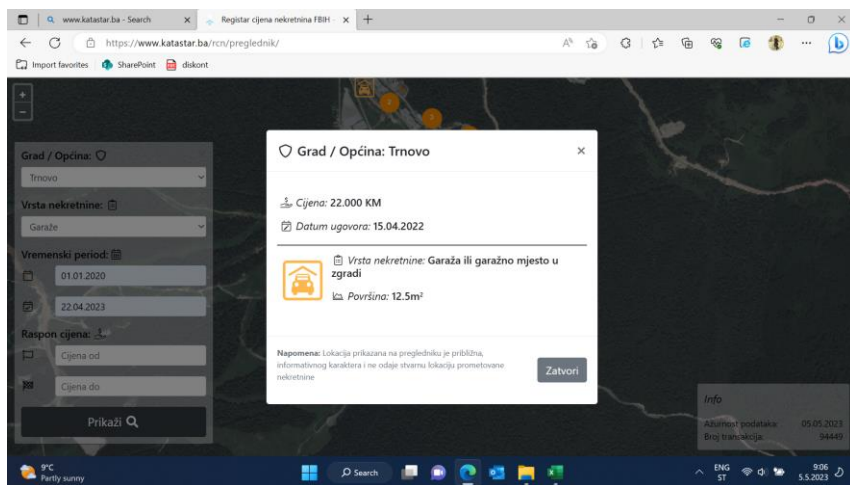 www.katastar.ba - Search
Registar cijena nekretnina FBIH
https://www.katastar.ba/rcn/preglednik/
Import favorites
SharePoint
diskont
+
−
Grad / Općina:
Trnovo
Vrsta nekretnine:
Garaže
Vremenski period:
01.01.2020
22.04.2023
Raspon cijena:
Cijena od
Cijena do
Prikaži
Grad / Općina: Trnovo
Cijena: 22.000 KM
Datum ugovora: 15.04.2022
Vrsta nekretnine: Garaža ili garažno mjesto u
zgradi
Površina: 12.5m²
Napomena: Lokacija prikazana na pregledniku je približna,
informativnog karaktera i ne odaje stvarnu lokaciju prometovane
nekretnine
Zatvori
Info
Ažurnost podataka: 05.05.2023
Broj transakcija: 94449
9°C
Partly sunny
Search
ENG
ST
9:06
5.5.2023